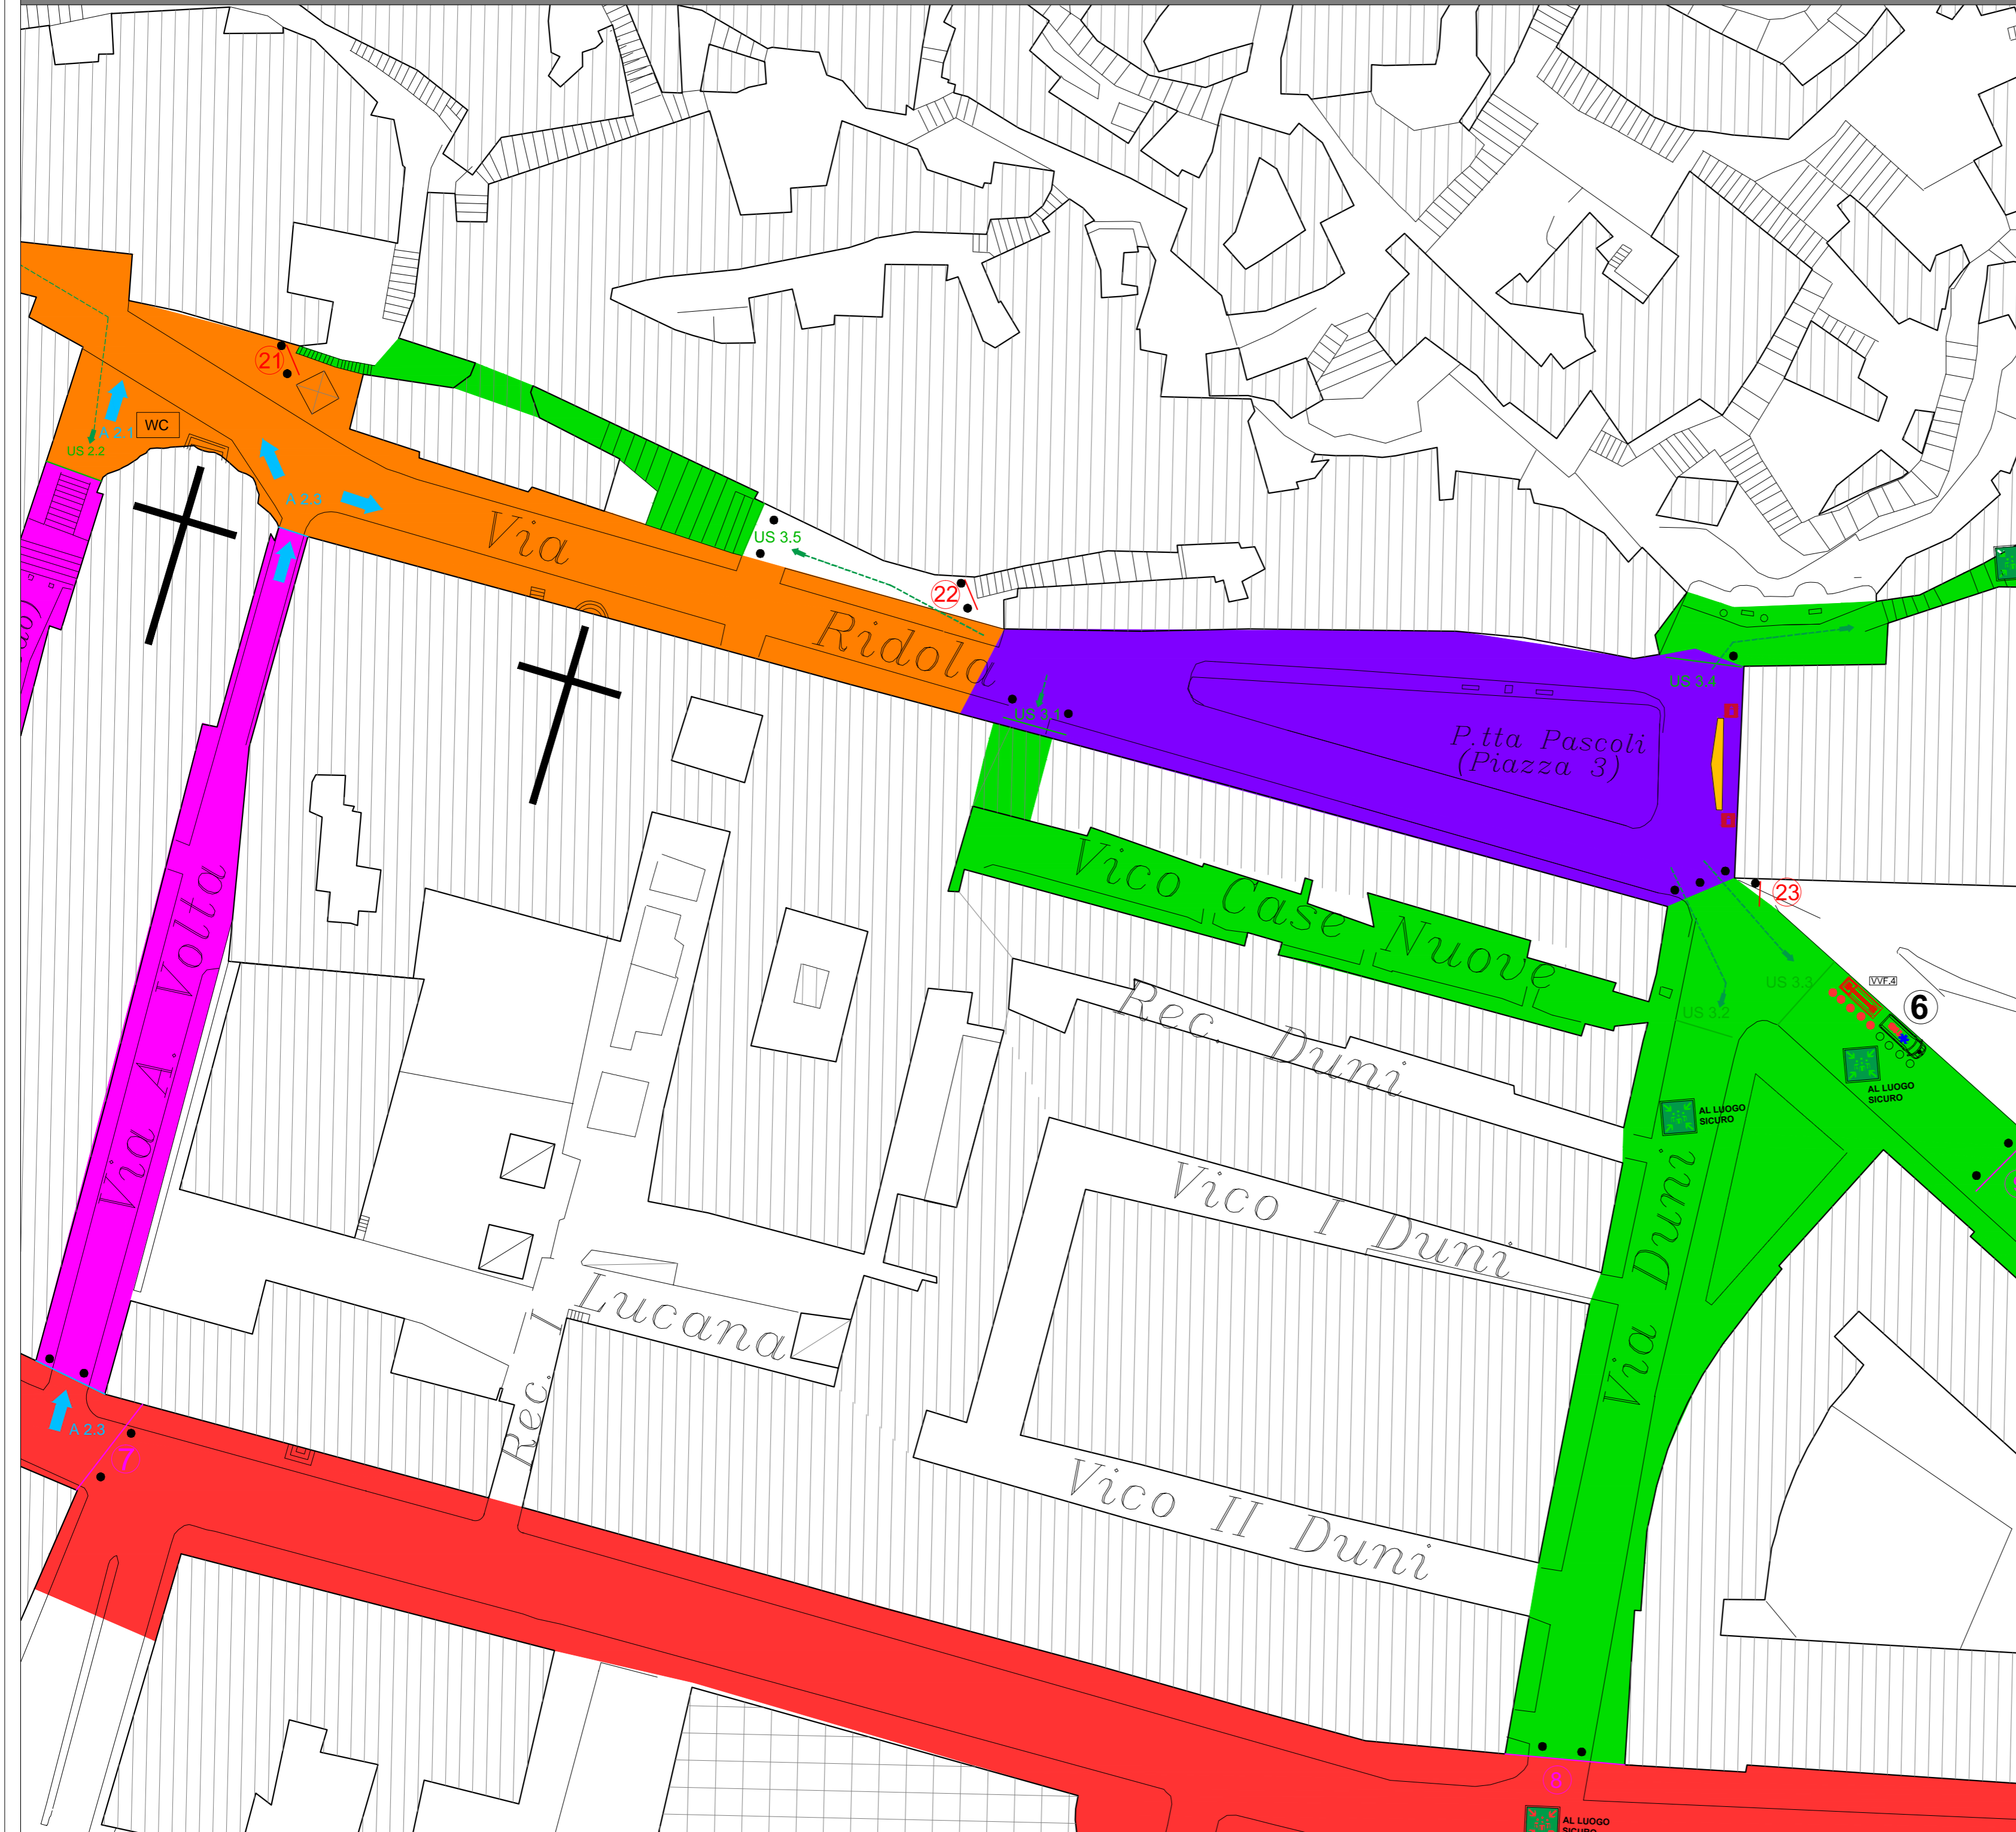 21
A 2.1
WC
US 2.2
A 2.3
Via
Ridola
US 3.5
22
US 3.1
US 3.4
P.tta Pascoli
(Piazza 3)
23
Vico Case Nuove
US 3.3
US 3.2
VVF.4
6
AL LUOGO
SICURO
AL LUOGO
SICURO
Rec. Duni
Via A. Volta
Vico I Duni
Via Duni
Rec. I
Lucana
A 2.3
7
Vico II Duni
8
AL LUOGO
SICURO